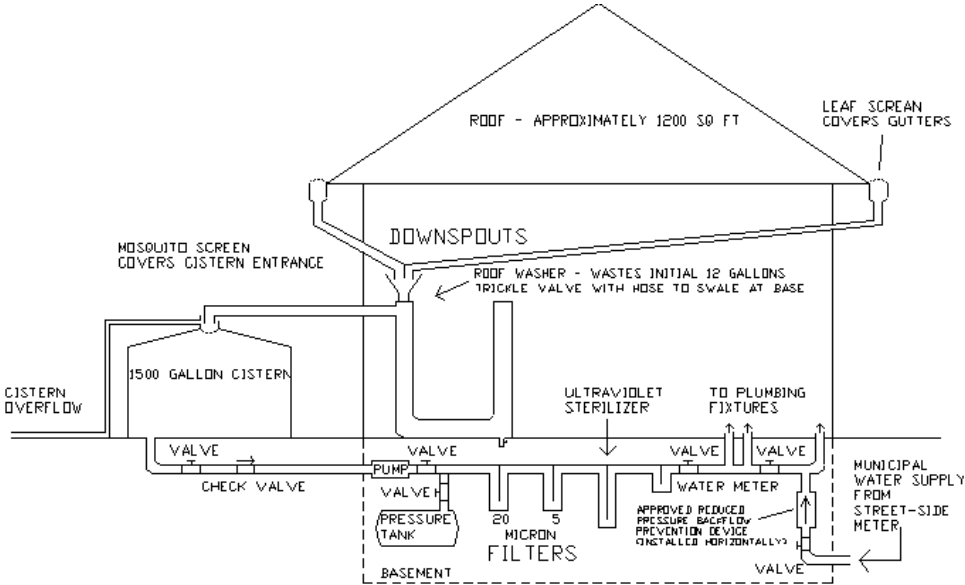 ROOF - APPROXIMATELY 1200 SQ FT
LEAF SCREAN
COVERS GUTTERS
DOWNSPOUTS
MOSQUITO SCREEN
COVERS CISTERN ENTRANCE
ROOF WASHER - WASTES INITIAL 12 GALLONS
TRICKLE VALVE WITH HOSE TO SWALE AT BASE
1500 GALLON CISTERN
CISTERN
OVERFLOW
ULTRAVIOLET
STERILIZER
TO PLUMBING
FIXTURES
VALVE
CHECK VALVE
PUMP
VALVE
VALVE
PRESSURE
TANK
20
5
MICRON
FILTERS
VALVE
WATER METER
VALVE
APPROVED REDUCED
PRESSURE BACKFLOW
PREVENTION DEVICE
(INSTALLED HORIZONTALLY)
MUNICIPAL
WATER SUPPLY
FROM
STREET-SIDE
METER
VALVE
BASEMENT